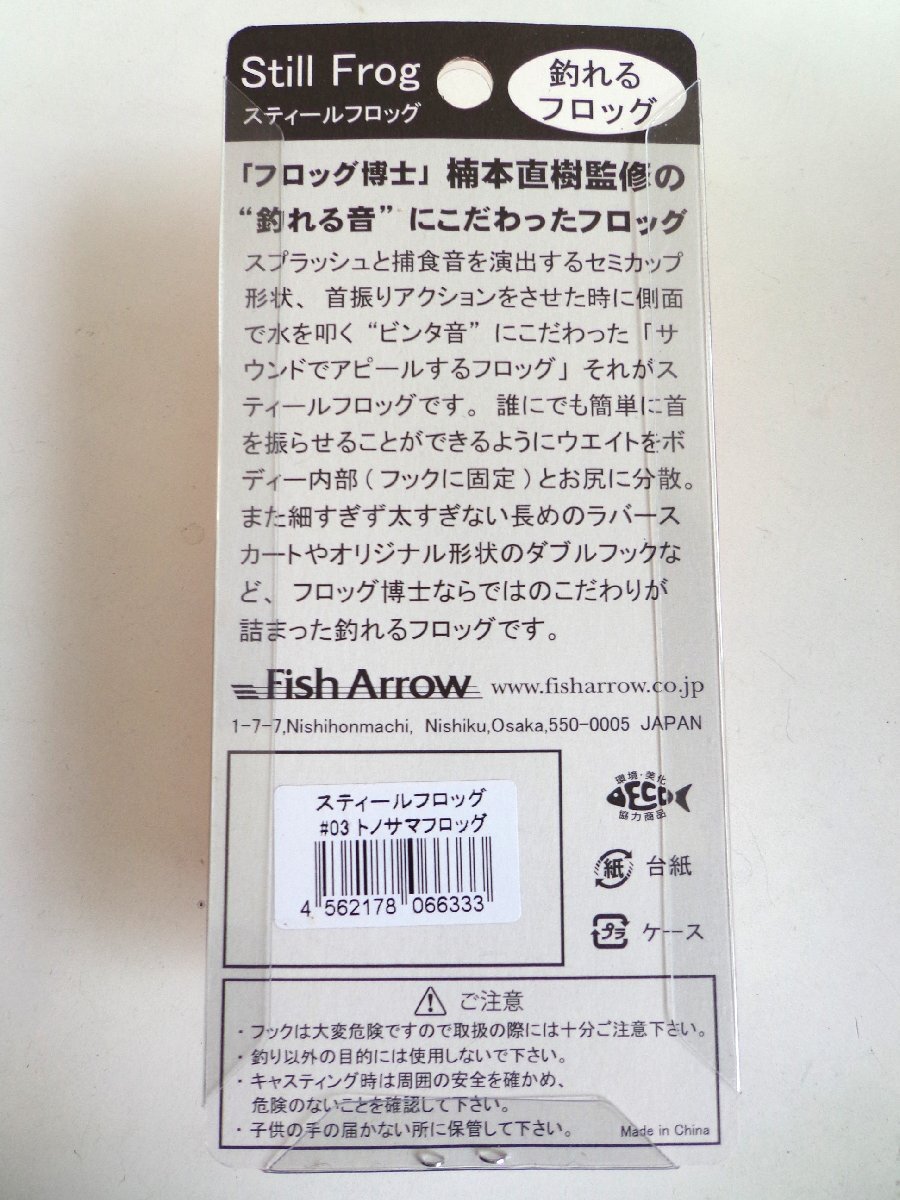 Still Frog
スティールフロッグ
釣れる
フロッグ
「フロッグ博士」楠本直樹監修の
“釣れる音”にこだわったフロッグ
スプラッシュと捕食音を演出するセミカップ
形状、首振りアクションをさせた時に側面
で水を叩く“ビンタ音”にこだわった「サ
ウンドでアピールするフロッグ」それがス
ティールフロッグです。誰にでも簡単に首
を振らせることができるようにウエイトをボ
ディー内部(フックに固定)とお尻に分散。
また細すぎず太すぎない長めのラバース
カートやオリジナル形状のダブルフックな
ど、フロッグ博士ならではのこだわりが
詰まった釣れるフロッグです。
Fish Arrow www.fisharrow.co.jp
1-7-7,Nishihonmachi, Nishiku,Osaka,550-0005 JAPAN
スティールフロッグ
#03 トノサマフロッグ
4 562178 066333
環境・美化
ECO
協力商品
紙 台紙
プラ ケース
ご注意
・フックは大変危険ですので取扱の際には十分ご注意下さい。
・釣り以外の目的には使用しないで下さい。
・キャスティング時は周囲の安全を確かめ、
危険のないことを確認して下さい。
・子供の手の届かない所に保管して下さい。
Made in China